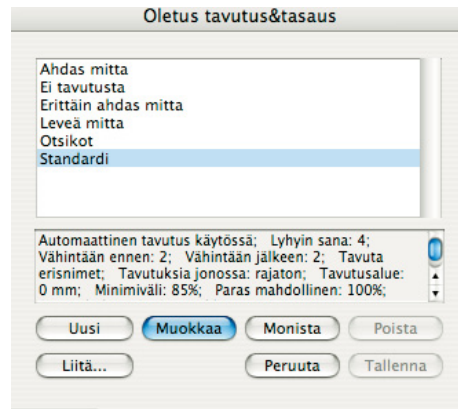 Oletus tavutus&tasaus
Ahdas mitta
Ei tavutusta
Erittäin ahdas mitta
Leveä mitta
Otsikot
Standardi
Automaattinen tavutus käytössä; Lyhyin sana: 4;
Vähintään ennen: 2; Vähintään jälkeen: 2; Tavuta
erisnimet; Tavutuksia jonossa: rajaton; Tavutusalue:
0 mm; Minimiväli: 85%; Paras mahdollinen: 100%;
Uusi Muokkaa Monista Poista
Liitä... Peruuta Tallenna